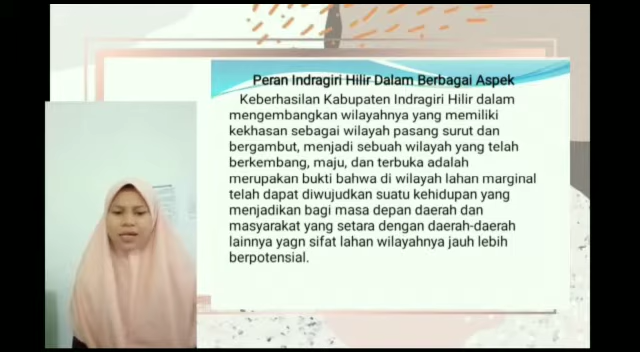 Peran Indragiri Hilir Dalam Berbagai Aspek
Keberhasilan Kabupaten Indragiri Hilir dalam
mengembangkan wilayahnya yang memiliki
kekhasan sebagai wilayah pasang surut dan
bergambut, menjadi sebuah wilayah yang telah
berkembang, maju, dan terbuka adalah
merupakan bukti bahwa di wilayah lahan marginal
telah dapat diwujudkan suatu kehidupan yang
menjadikan bagi masa depan daerah dan
masyarakat yang setara dengan daerah-daerah
lainnya yagn sifat lahan wilayahnya jauh lebih
berpotensial.